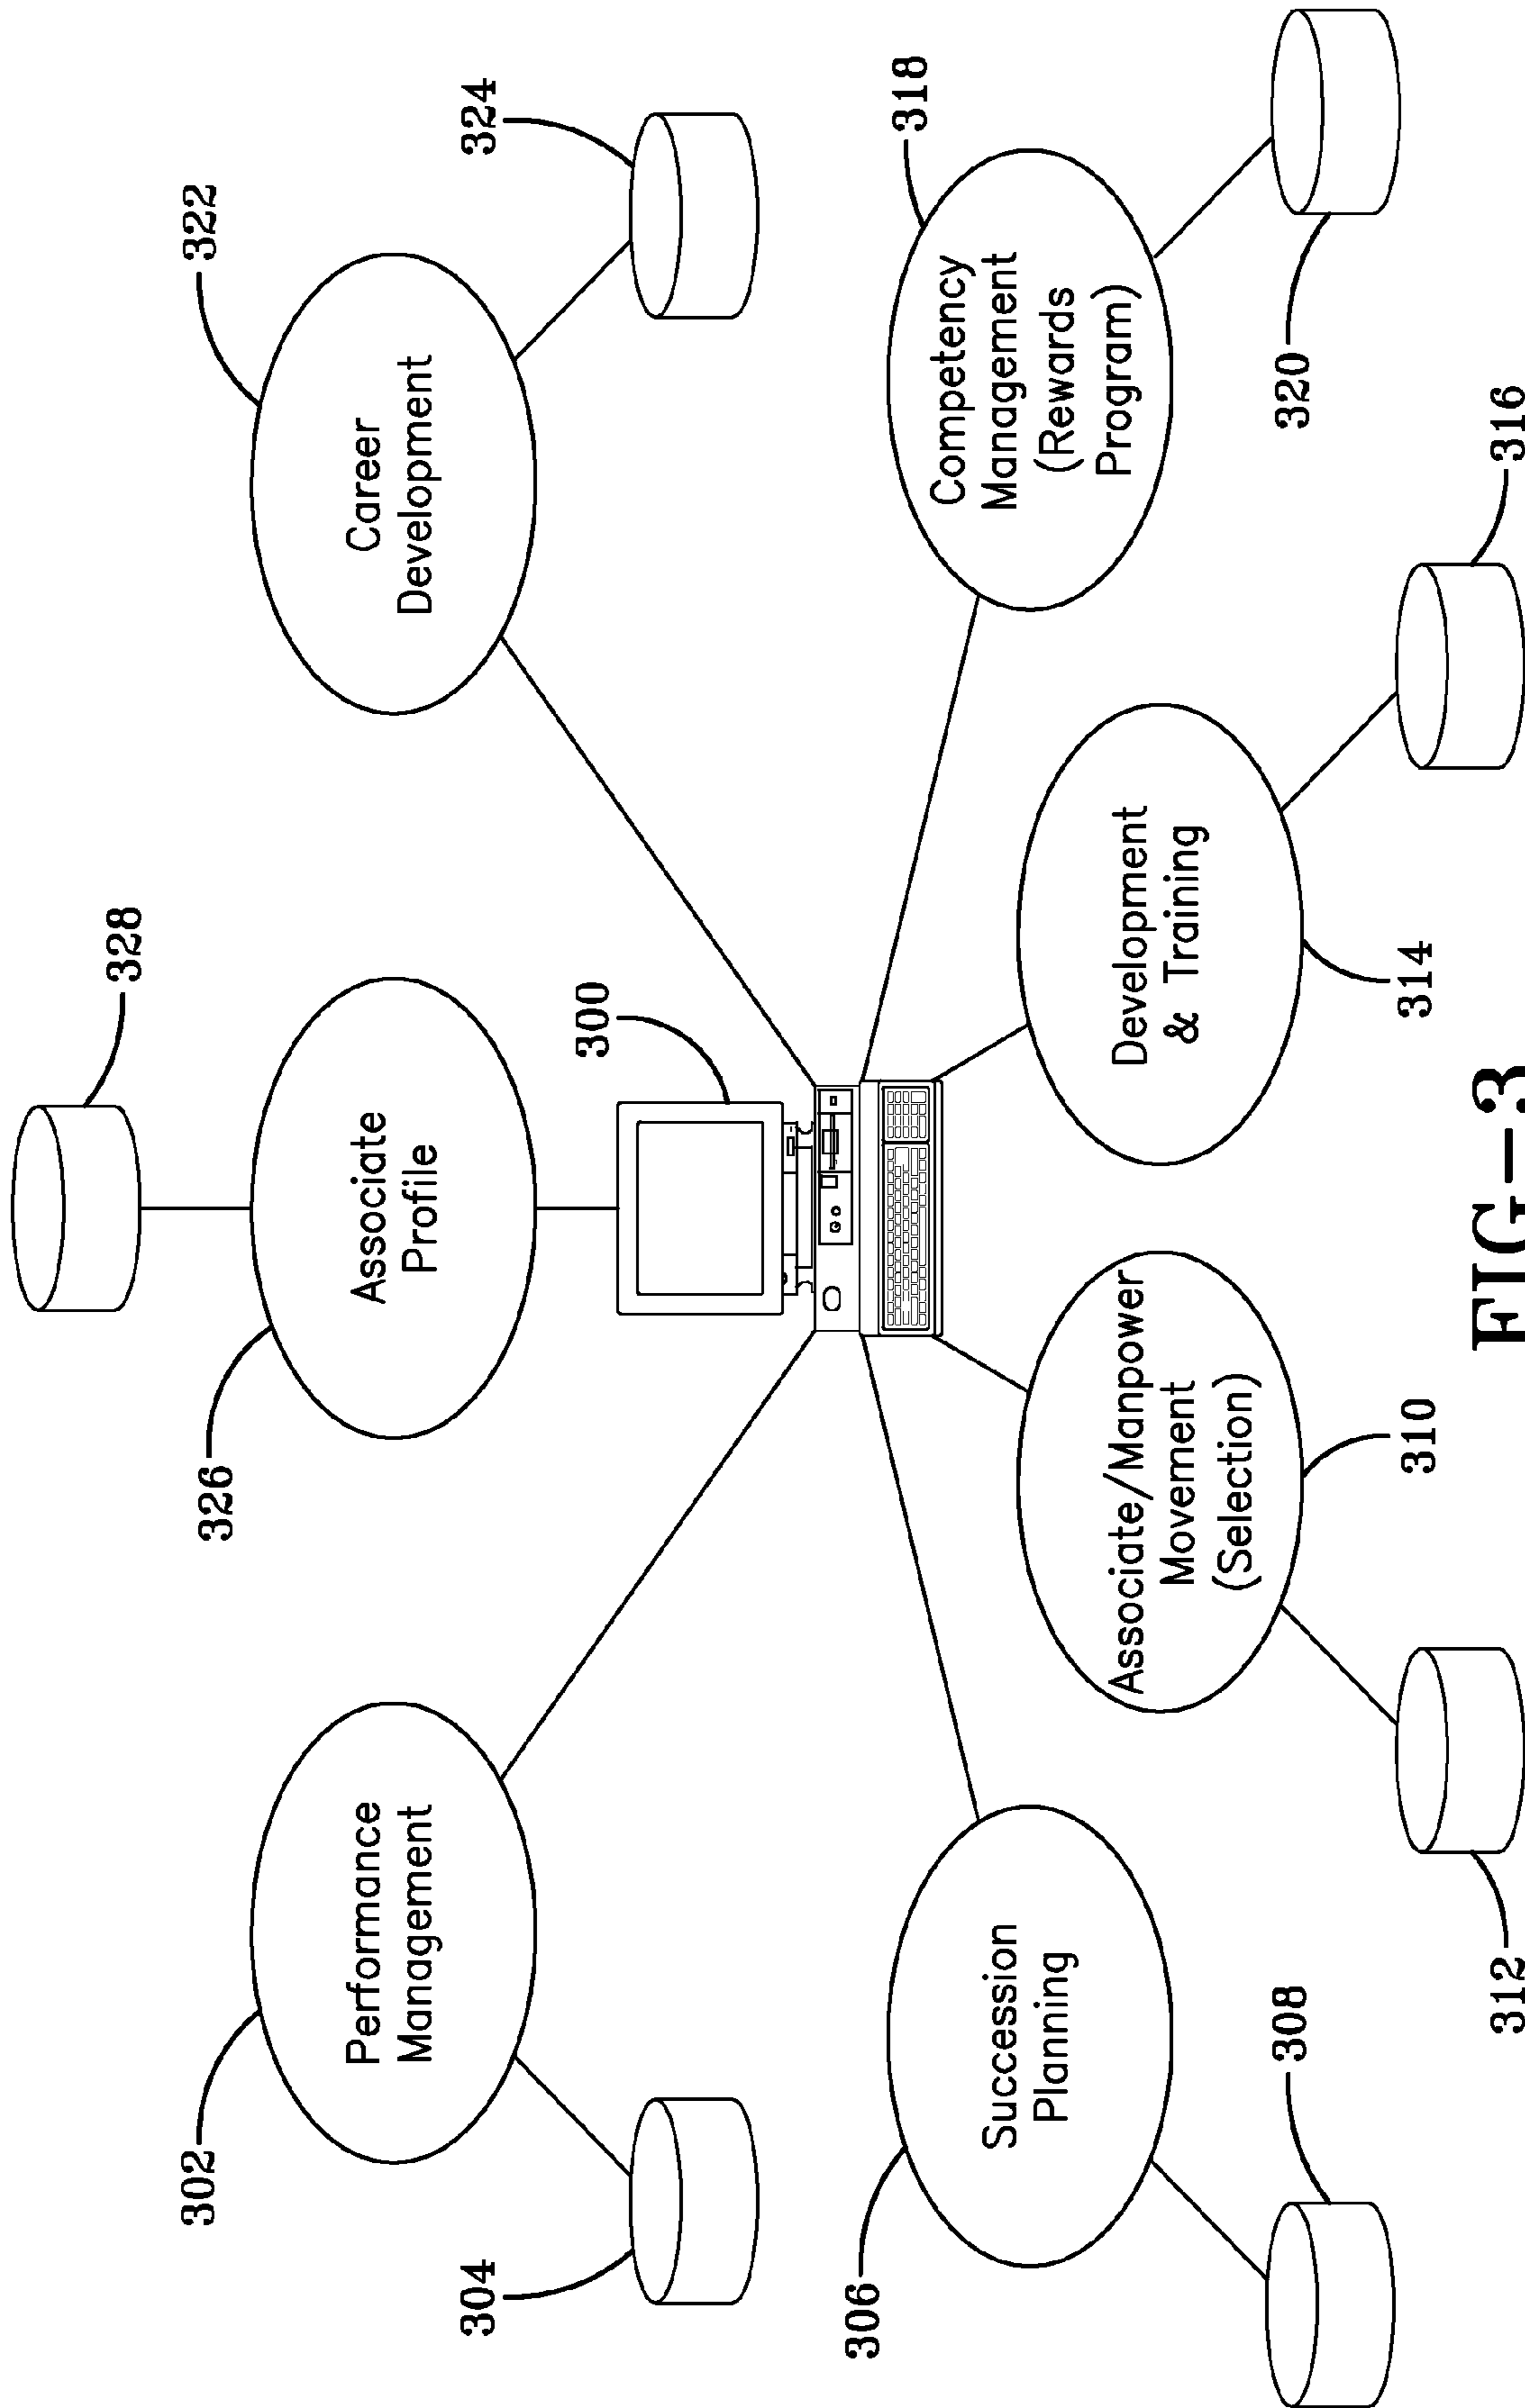 328
326
Associate
Profile
300
302
Performance
Management
304
322
Career
Development
324
306
Succession
Planning
308
Associate/Manpower
Movement
(Selection)
310
312
Development
& Training
314
316
318
Competency
Management
(Rewards
Program)
320
FIG-3